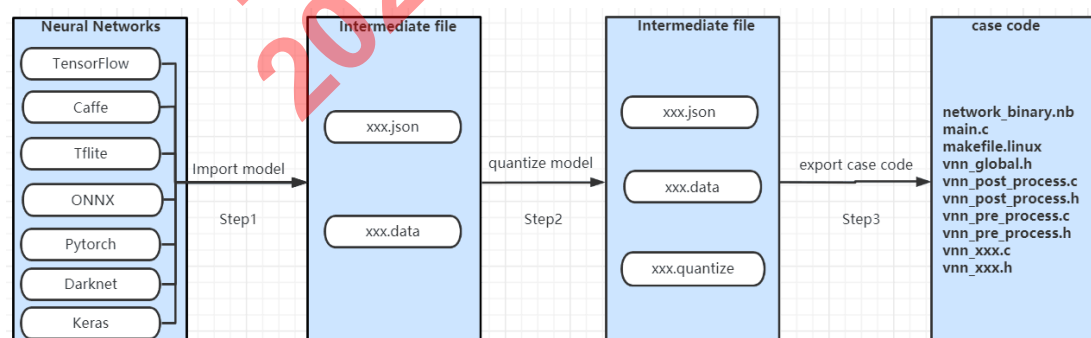 Neural Networks
TensorFlow
Caffe
Tflite
ONNX
Pytorch
Darknet
Keras
Import model
Step1
Intermediate file
xxx.json
xxx.data
quantize model
Step2
Intermediate file
xxx.json
xxx.data
xxx.quantize
export case code
Step3
case code
network_binary.nb
main.c
makefile.linux
vnn_global.h
vnn_post_process.c
vnn_post_process.h
vnn_pre_process.c
vnn_pre_process.h
vnn_xxx.c
vnn_xxx.h